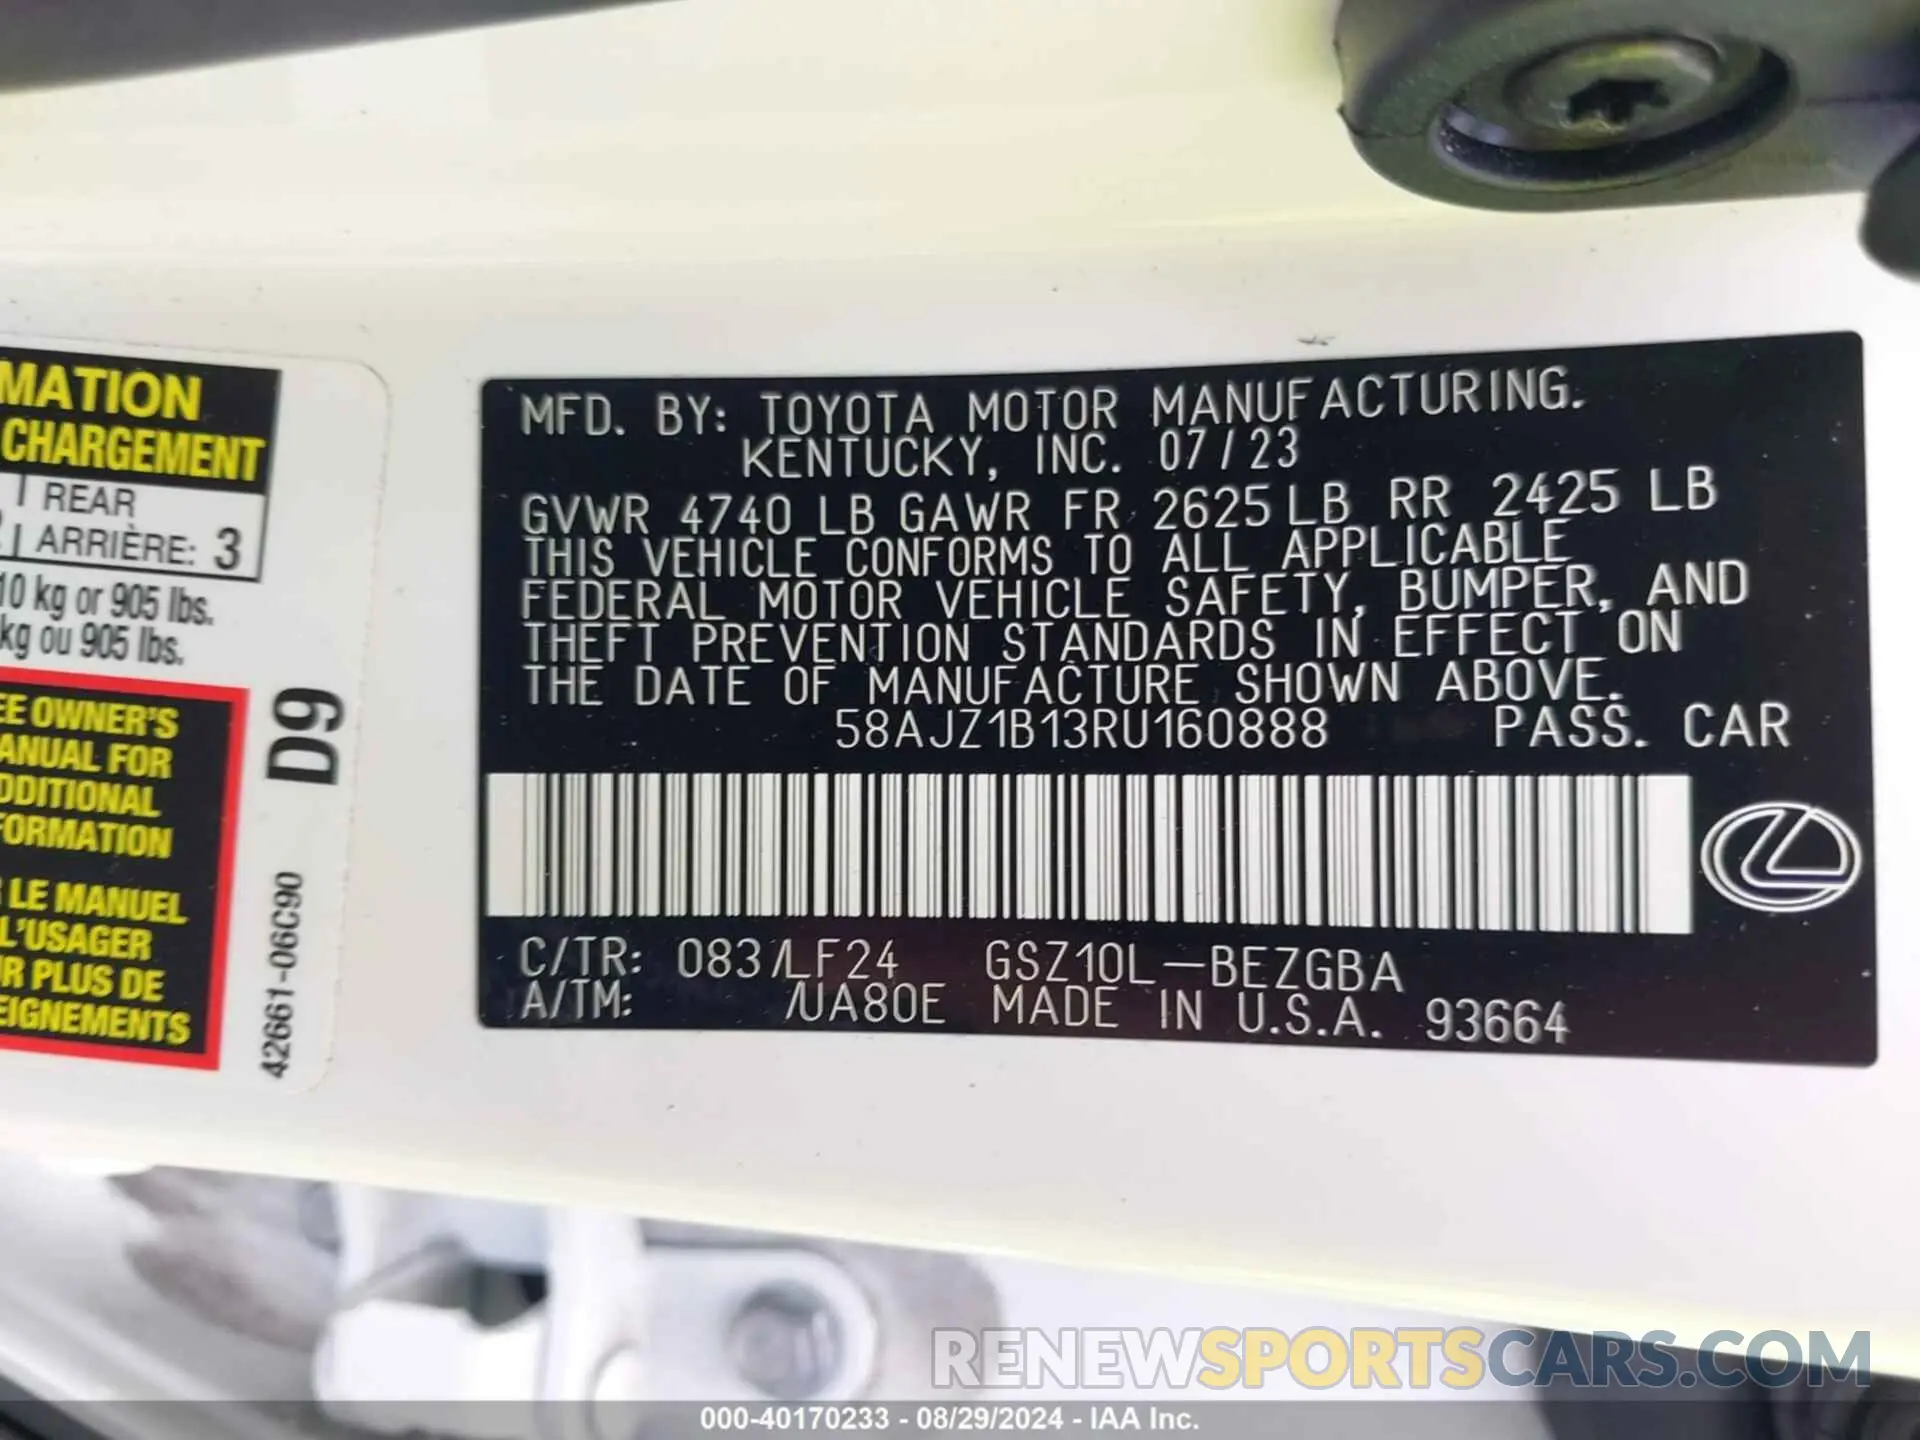 MATION
CHARGEMENT
REAR
ARRIÈRE: 3
10 kg or 905 lbs.
kg ou 905 lbs.
EE OWNER'S
ANUAL FOR
DDITIONAL
FORMATION
LE MANUEL
L'USAGER
R PLUS DE
EIGNEMENTS
D9
42661-06C90
MFD. BY: TOYOTA MOTOR MANUFACTURING.
KENTUCKY, INC. 07/23
GVWR 4740 LB GAWR FR 2625 LB RR 2425 LB
THIS VEHICLE CONFORMS TO ALL APPLICABLE
FEDERAL MOTOR VEHICLE SAFETY, BUMPER, AND
THEFT PREVENTION STANDARDS IN EFFECT ON
THE DATE OF MANUFACTURE SHOWN ABOVE.
58AJZ1B13RU160888 PASS. CAR
C/TR: 083/LF24 GSZ10L-BEZGBA
A/TM: /UA80E MADE IN U.S.A. 93664
RENEWSPORTSCARS.COM
000-40170233 - 08/29/2024 - IAA Inc.